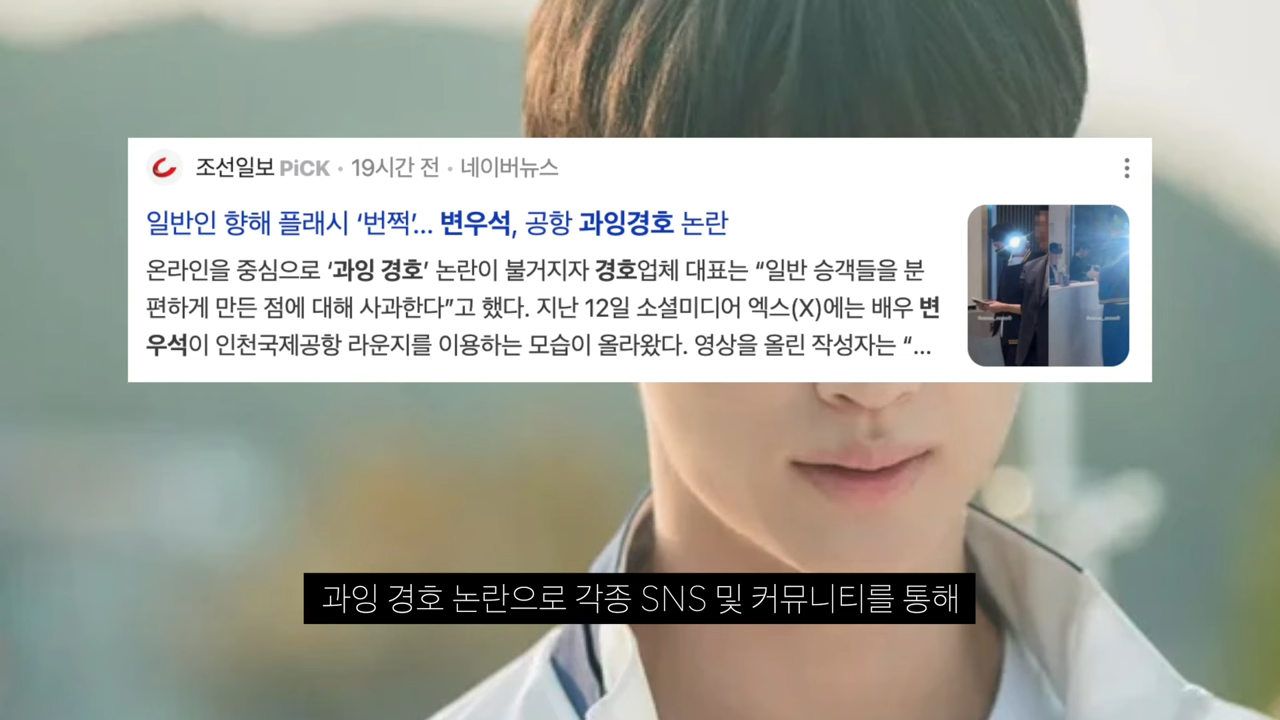 조선일보 PiCK · 19시간 전 · 네이버뉴스
일반인 향해 플래시 ‘번쩍’... 변우석, 공항 과잉경호 논란
온라인을 중심으로 ‘과잉 경호’ 논란이 불거지자 경호업체 대표는 “일반 승객들을 불
편하게 만든 점에 대해 사과한다”고 했다. 지난 12일 소셜미디어 엑스(X)에는 배우 변
우석이 인천국제공항 라운지를 이용하는 모습이 올라왔다. 영상을 올린 작성자는 “...
과잉 경호 논란으로 각종 SNS 및 커뮤니티를 통해